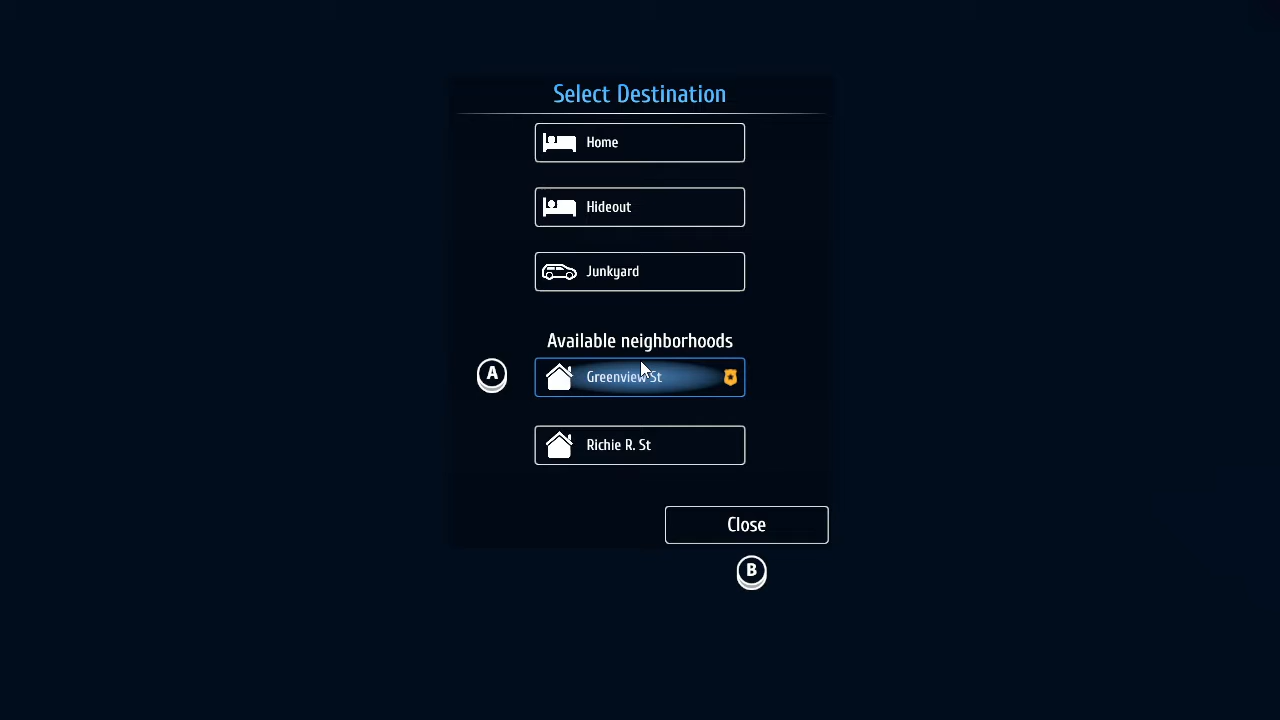 Select Destination
Home
Hideout
Junkyard
Available neighborhoods
A
Greenview St
Richie R. St
Close
B